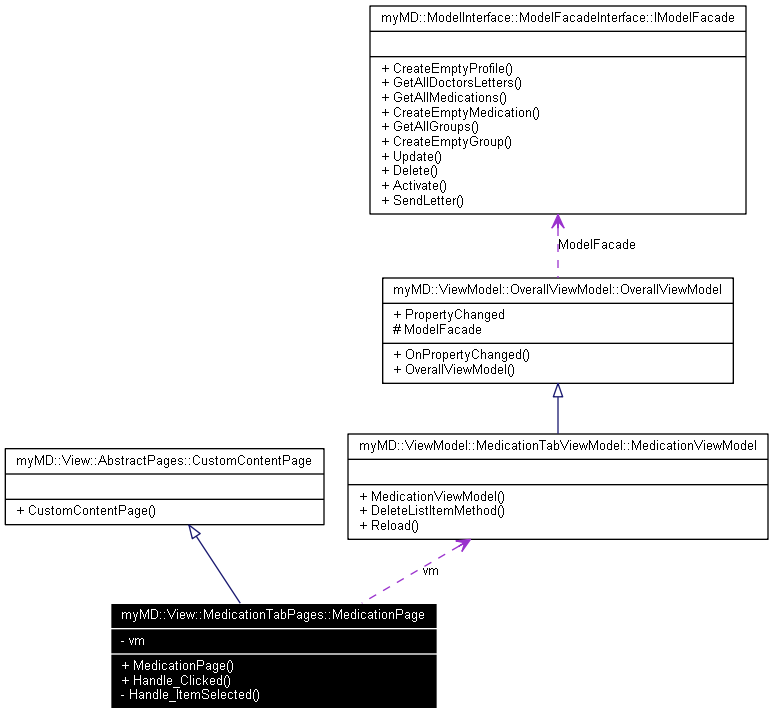 myMD::ModelInterface::ModelFacadeInterface::IModelFacade
+ CreateEmptyProfile()
+ GetAllDoctorsLetters()
+ GetAllMedications()
+ CreateEmptyMedication()
+ GetAllGroups()
+ CreateEmptyGroup()
+ Update()
+ Delete()
+ Activate()
+ SendLetter()
ModelFacade
myMD::ViewModel::OverallViewModel::OverallViewModel
+ PropertyChanged
# ModelFacade
+ OnPropertyChanged()
+ OverallViewModel()
myMD::ViewModel::MedicationTabViewModel::MedicationViewModel
+ MedicationViewModel()
+ DeleteListItemMethod()
+ Reload()
myMD::View::AbstractPages::CustomContentPage
+ CustomContentPage()
vm
myMD::View::MedicationTabPages::MedicationPage
- vm
+ MedicationPage()
+ Handle_Clicked()
- Handle_ItemSelected()